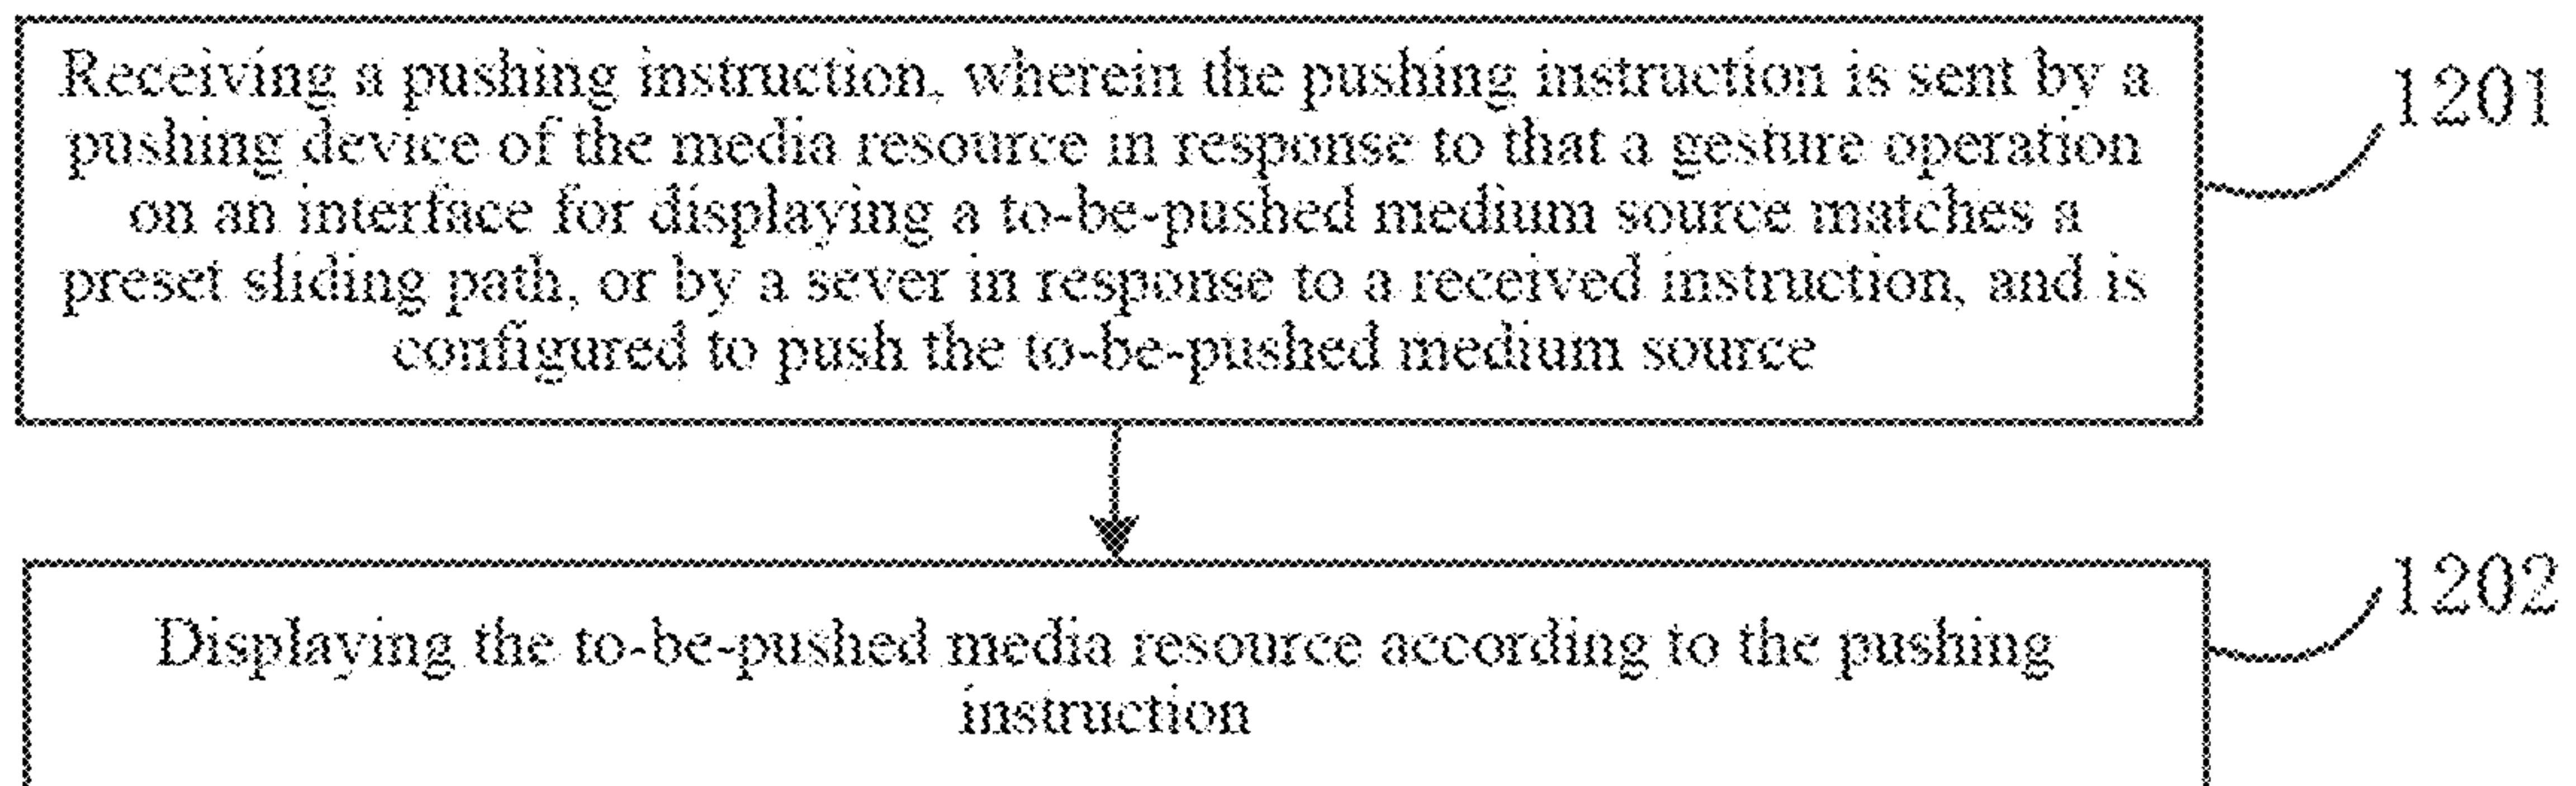 Receiving a pushing instruction, wherein the pushing instruction is sent by a
pushing device of the media resource in response to that a gesture operation
on an interface for displaying a to-be-pushed medium source matches a
preset sliding path, or by a sever in response to a received instruction, and is
configured to push the to-be-pushed medium source
1201
Displaying the to-be-pushed media resource according to the pushing
instruction
1202